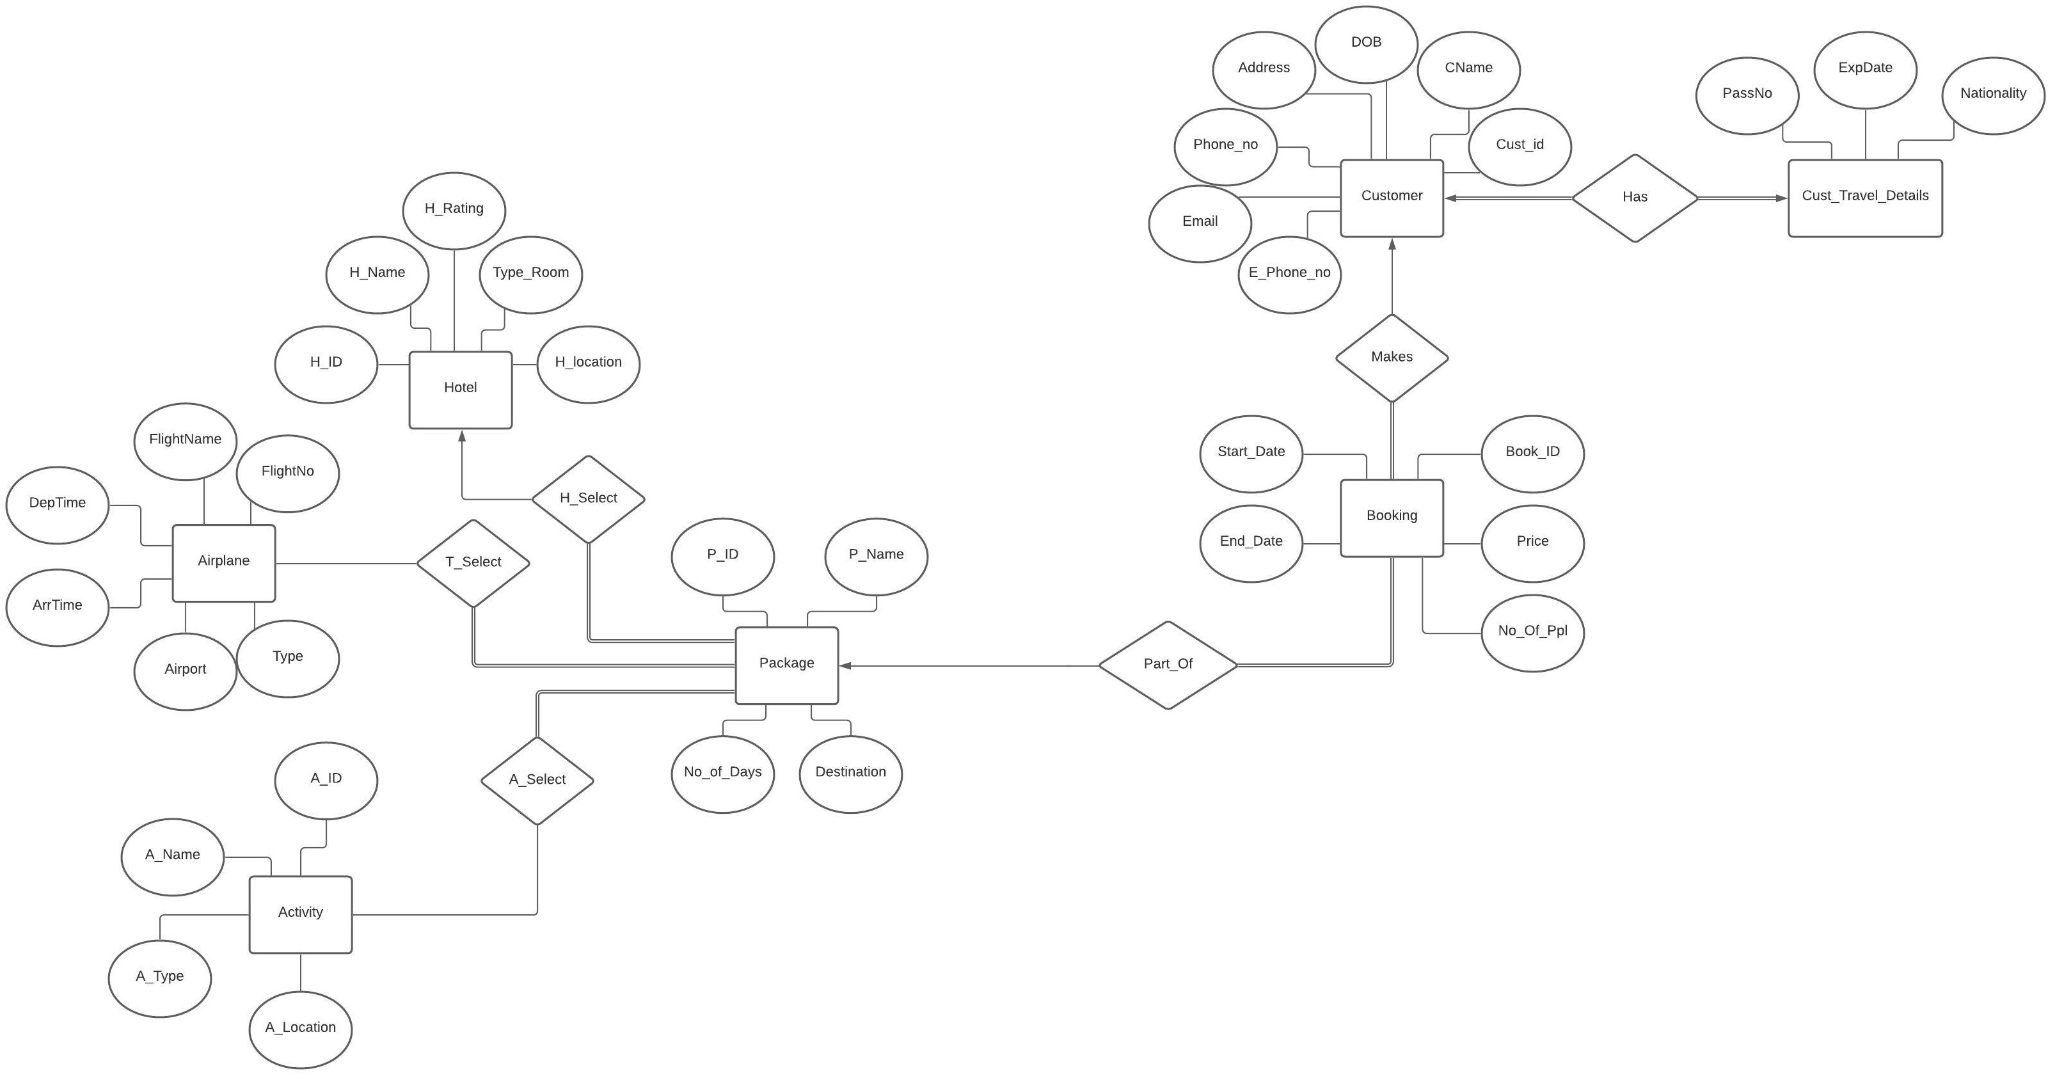 DOB
Address
CName
ExpDate
PassNo
Nationality
Phone_no
Cust_id
Customer
Has
Cust_Travel_Details
Email
E_Phone_no
H_Rating
H_Name
Type_Room
H_ID
H_location
Hotel
Makes
FlightName
FlightNo
DepTime
Airplane
ArrTime
Airport
Type
H_Select
T_Select
Start_Date
Book_ID
Booking
End_Date
Price
No_Of_Ppl
P_ID
P_Name
Package
Part_Of
No_of_Days
Destination
A_Select
A_ID
A_Name
Activity
A_Type
A_Location